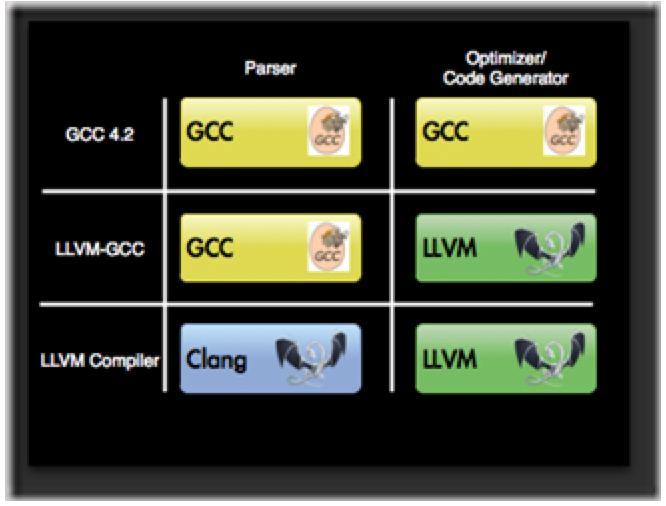 Parser
Optimizer/
Code Generator
GCC 4.2
GCC
GCC
GCC
GCC
LLVM-GCC
GCC
GCC
LLVM
LLVM Compiler
Clang
LLVM